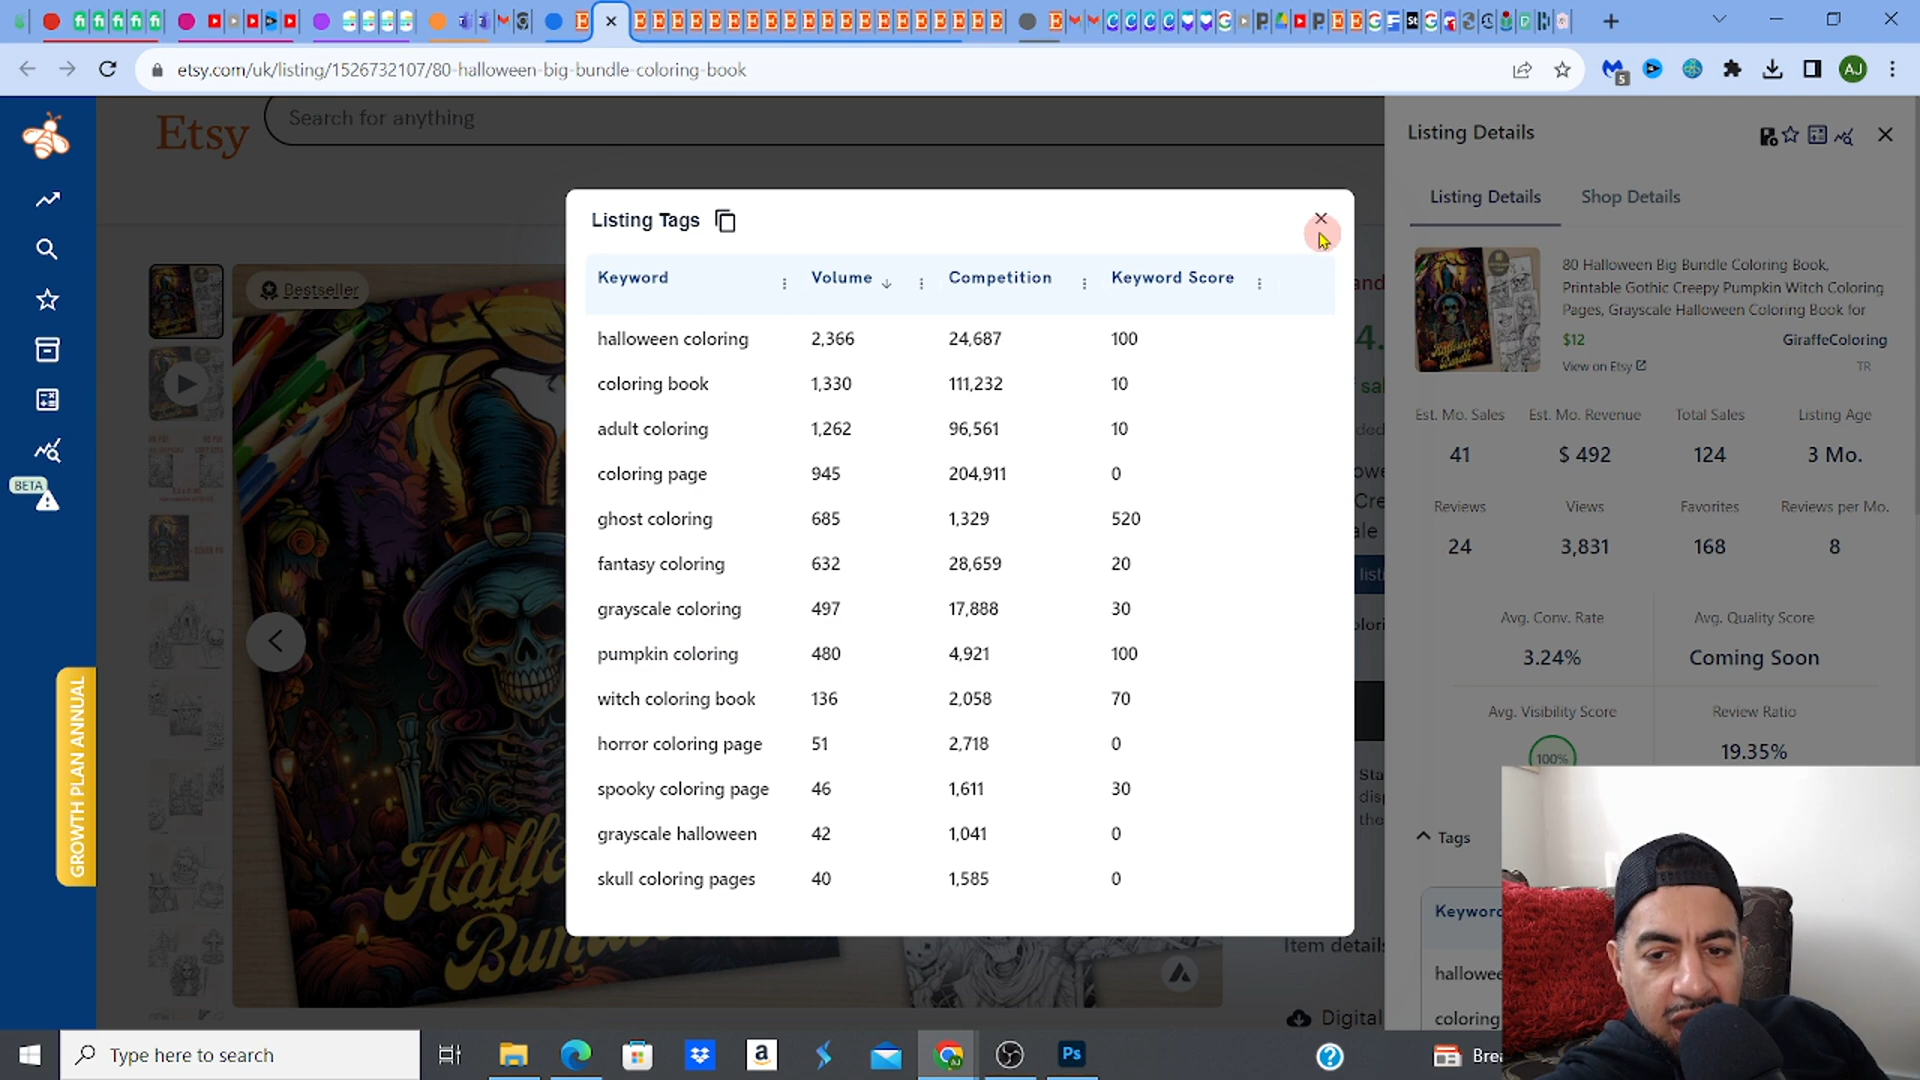 etsy.com/uk/listing/1526732107/80-halloween-big-bundle-coloring-book
5
AJ
Etsy
Search for anything
Bestseller
BETA
GROWTH PLAN ANNUAL
Listing Tags
Keyword Volume Competition Keyword Score
halloween coloring 2,366 24,687 100
coloring book 1,330 111,232 10
adult coloring 1,262 96,561 10
coloring page 945 204,911 0
ghost coloring 685 1,329 520
fantasy coloring 632 28,659 20
grayscale coloring 497 17,888 30
pumpkin coloring 480 4,921 100
witch coloring book 136 2,058 70
horror coloring page 51 2,718 0
spooky coloring page 46 1,611 30
grayscale halloween 42 1,041 0
skull coloring pages 40 1,585 0
Item details
Digital
Listing Details
Listing Details Shop Details
80 Halloween Big Bundle Coloring Book,
Printable Gothic Creepy Pumpkin Witch Coloring
Pages, Grayscale Halloween Coloring Book for
$12 GiraffeColoring
View on Etsy TR
Est. Mo. Sales Est. Mo. Revenue Total Sales Listing Age
41 $ 492 124 3 Mo.
Reviews Views Favorites Reviews per Mo.
24 3,831 168 8
Avg. Conv. Rate Avg. Quality Score
3.24% Coming Soon
Avg. Visibility Score Review Ratio
100% 19.35%
Tags
Keyword
Type here to search
a
Ps